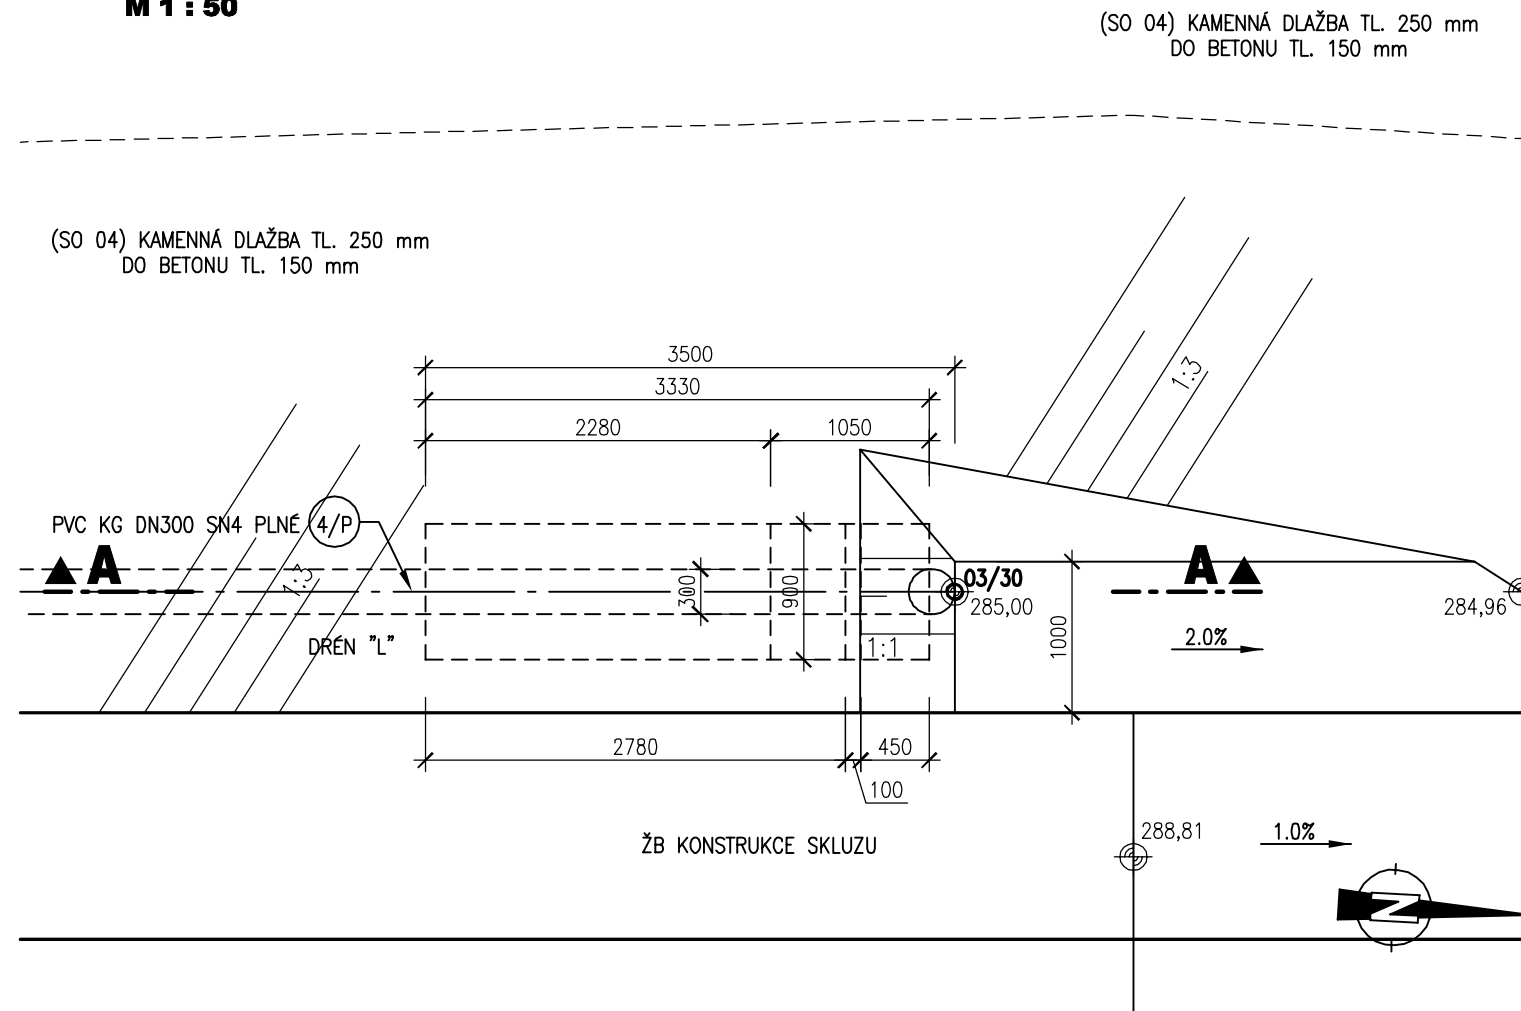 M 1 : 50
(SO 04) KAMENNÁ DLAŽBA TL. 250 mm
DO BETONU TL. 150 mm
(SO 04) KAMENNÁ DLAŽBA TL. 250 mm
DO BETONU TL. 150 mm
3500
3330
2280
1050
1:3
PVC KG DN300 SN4 PLNÉ
4/P
A
1:3
300
900
03/30
285,00
A
284,96
DRÉN "L"
1:1
1000
2.0%
2780
450
100
ŽB KONSTRUKCE SKLUZU
288,81
1.0%
N